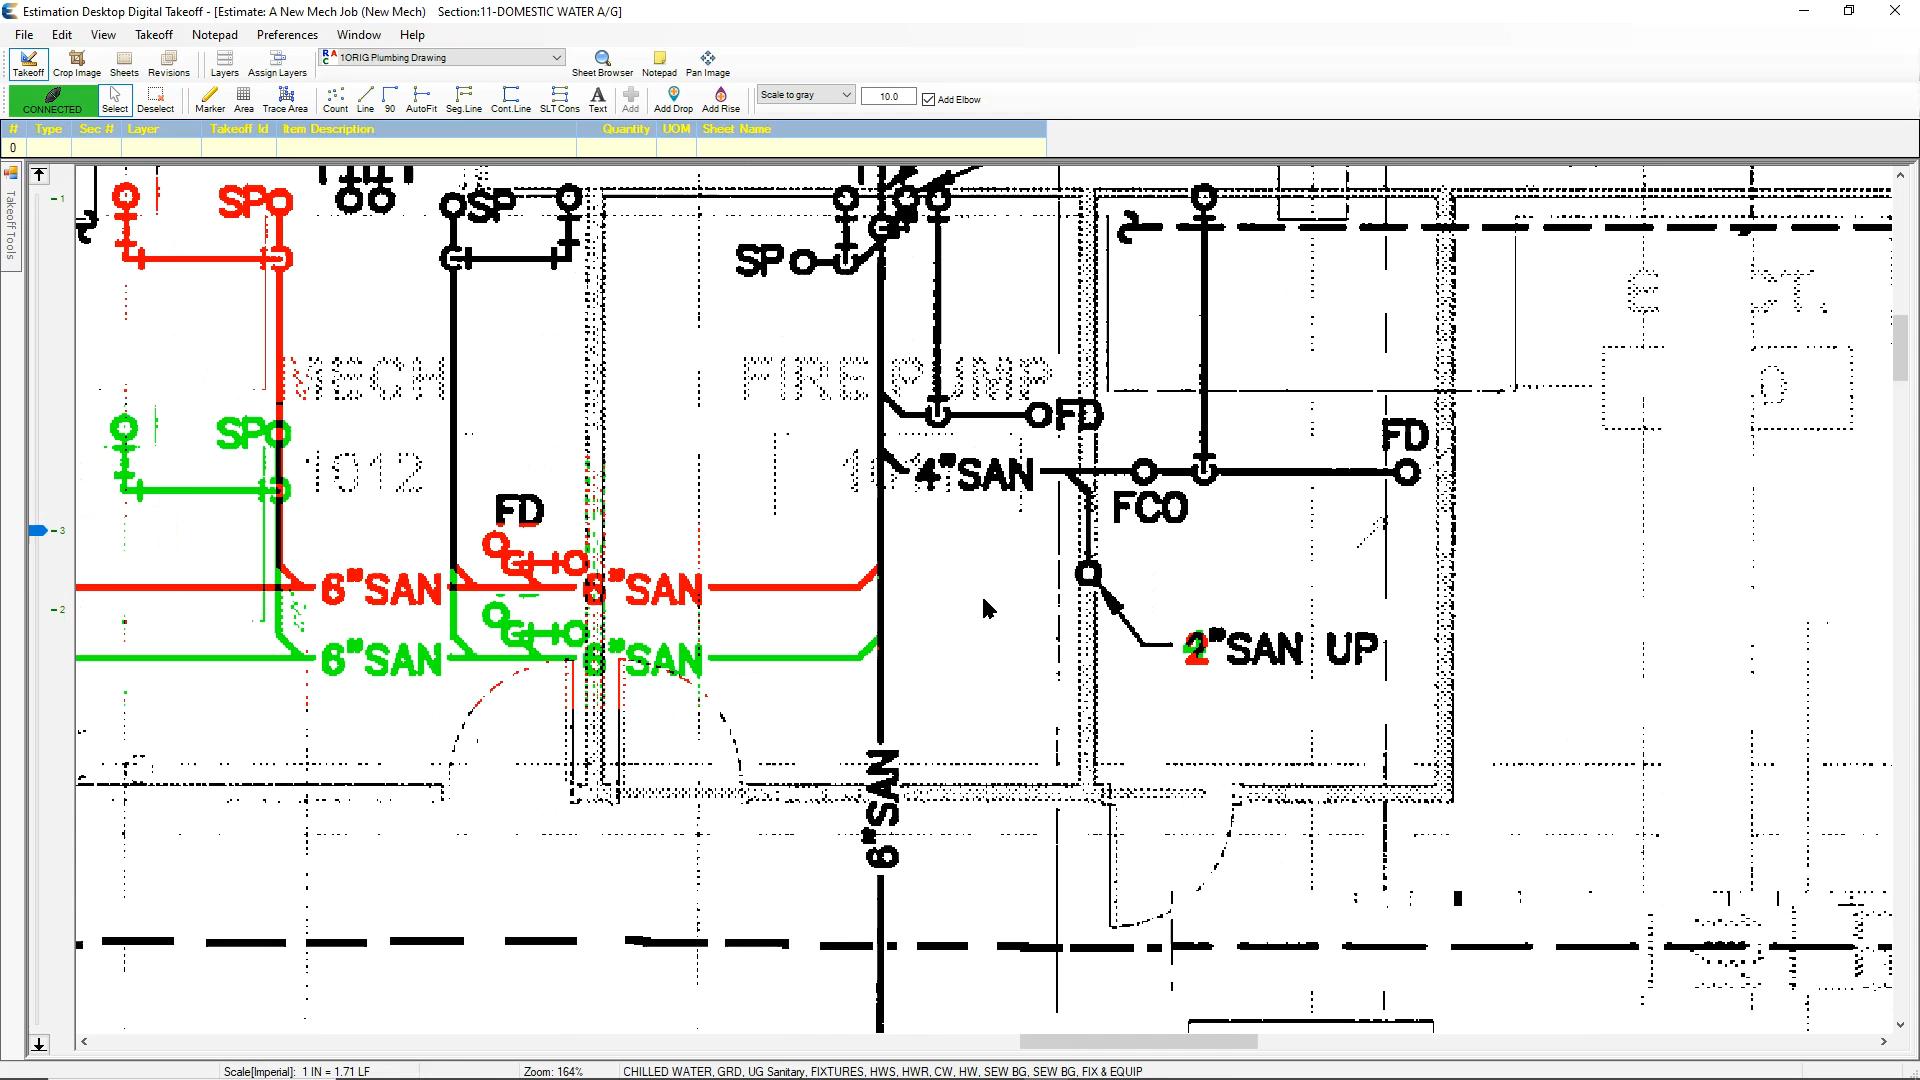 Estimation Desktop Digital Takeoff - [Estimate: A New Mech Job (New Mech)    Section:11-DOMESTIC WATER A/G]
File Edit View Takeoff Notepad Preferences Window Help
1ORIG Plumbing Drawing
Takeoff Crop Image Sheets Revisions Layers Assign Layers Sheet Browser Notepad Pan Image
CONNECTED Select Deselect Marker Area Trace Area Count Line 90 AutoFit Seg.Line Cont.Line SLT Cons Text Add Add Drop Add Rise Scale to gray 10.0 Add Elbow
# Type Sec # Layer Takeoff Id Item Description Quantity UOM Sheet Name
0
Takeoff Tools
1
3
2
SP SP
SP
MECH FIRE PUMP
FD
SP FD
1012 4"SAN
FD FCO
6"SAN 6"SAN
6"SAN 6"SAN "SAN UP
6"SAN
CT.
Scale[Imperial]: 1 IN = 1.71 LF Zoom: 164% CHILLED WATER, GRD, UG Sanitary, FIXTURES, HWS, HWR, CW, HW, SEW BG, SEW BG, FIX & EQUIP